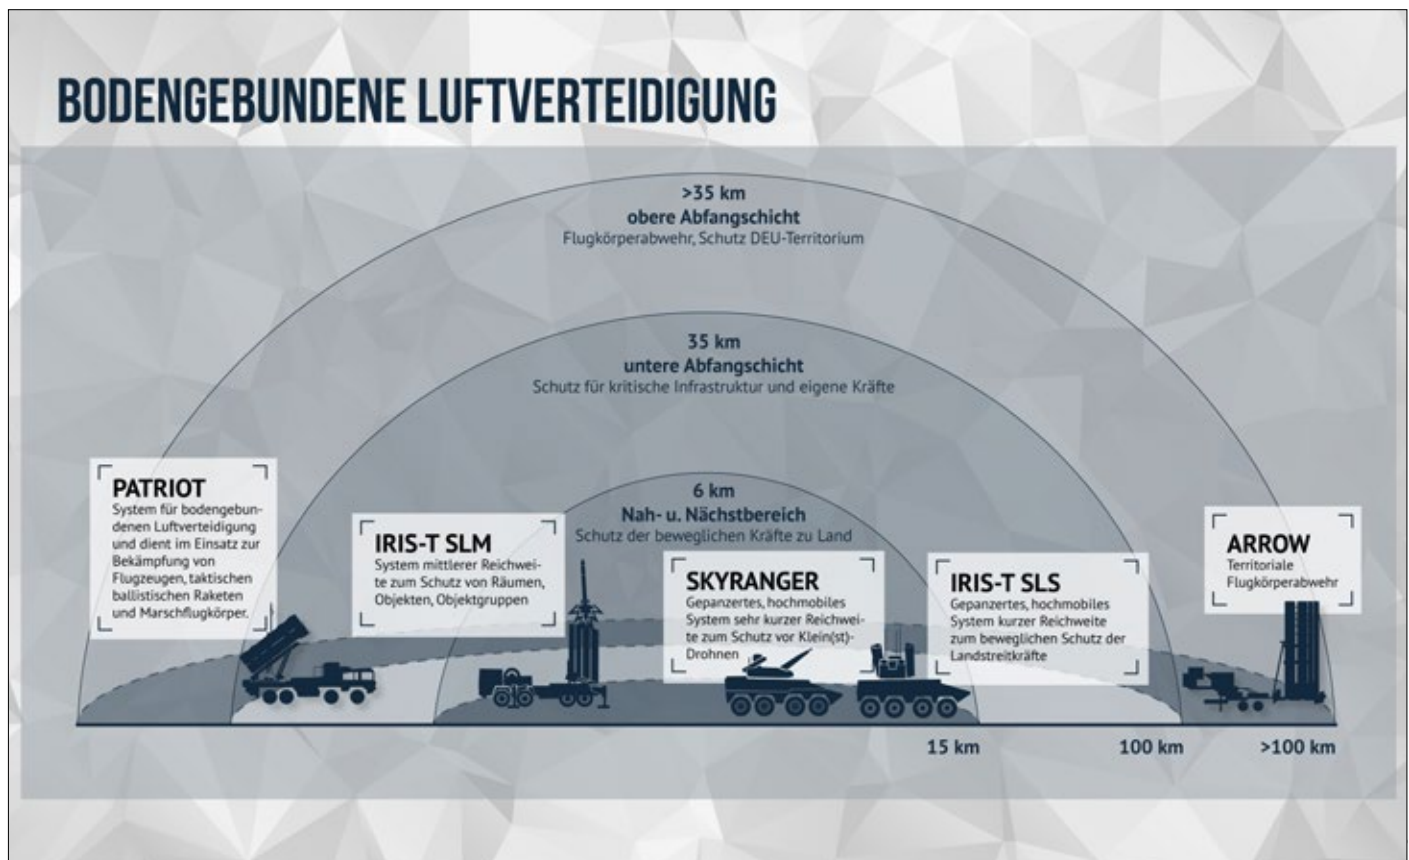 BODENGEBUNDENE LUFTVERTEIDIGUNG
>35 km
obere Abfangschicht
Flugkörperabwehr, Schutz DEU-Territorium
35 km
untere Abfangschicht
Schutz für kritische Infrastruktur und eigene Kräfte
6 km
Nah- u. Nächstbereich
Schutz der beweglichen Kräfte zu Land
PATRIOT
System für bodengebun-
denen Luftverteidigung
und dient im Einsatz zur
Bekämpfung von
Flugzeugen, taktischen
ballistischen Raketen
und Marschflugkörper.
IRIS-T SLM
System mittlerer Reichwei-
te zum Schutz von Räumen,
Objekten, Objektgruppen
SKYRANGER
Gepanzertes, hochmobiles
System sehr kurzer Reichwei-
te zum Schutz vor Klein(st)-
Drohnen
IRIS-T SLS
Gepanzertes, hochmobiles
System kurzer Reichweite
zum beweglichen Schutz der
Landstreitkräfte
ARROW
Territoriale
Flugkörperabwehr
15 km
100 km
>100 km